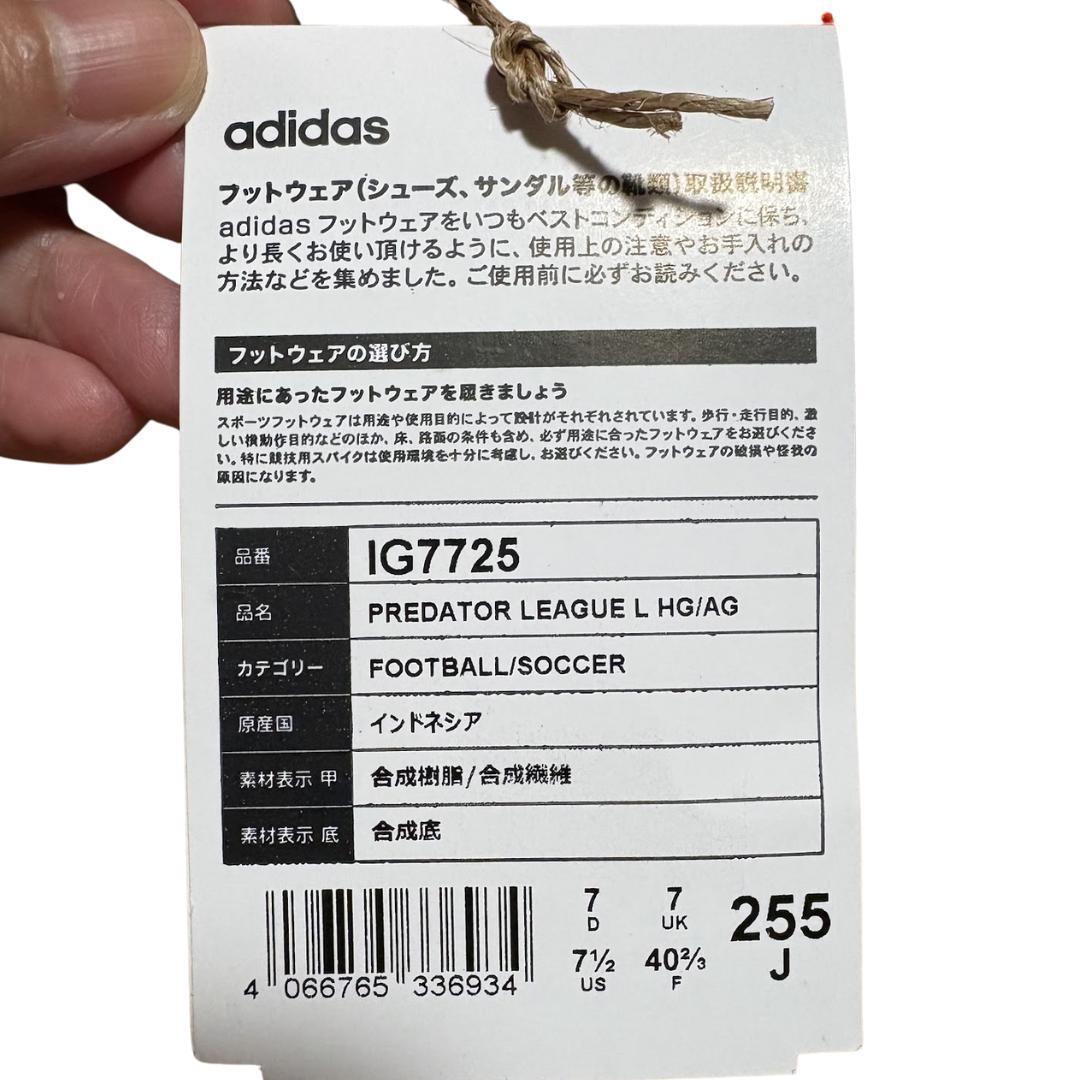 adidas
フットウェア(シューズ、サンダル等の靴類)取扱説明書
adidas フットウェアをいつもベストコンディションに保ち、
より長くお使い頂けるように、使用上の注意やお手入れの
方法などを集めました。ご使用前に必ずお読みください。
フットウェアの選び方
用途にあったフットウェアを履きましょう
スポーツフットウェアは用途や使用目的によって設計がそれぞれされています。歩行・走行目的、激
しい横動作目的などのほか、床、路面の条件も含め、必ず用途に合ったフットウェアをお選びくださ
い。特に競技用スパイクは使用環境を十分に考慮し、お選びください。フットウェアの破損や怪我の
原因になります。
品番 IG7725
品名 PREDATOR LEAGUE L HG/AG
カテゴリー FOOTBALL/SOCCER
原産国 インドネシア
素材表示 甲 合成樹脂/合成繊維
素材表示 底 合成底
7 7 255
D UK J
7½ 40⅔
US F
4 066765 336934